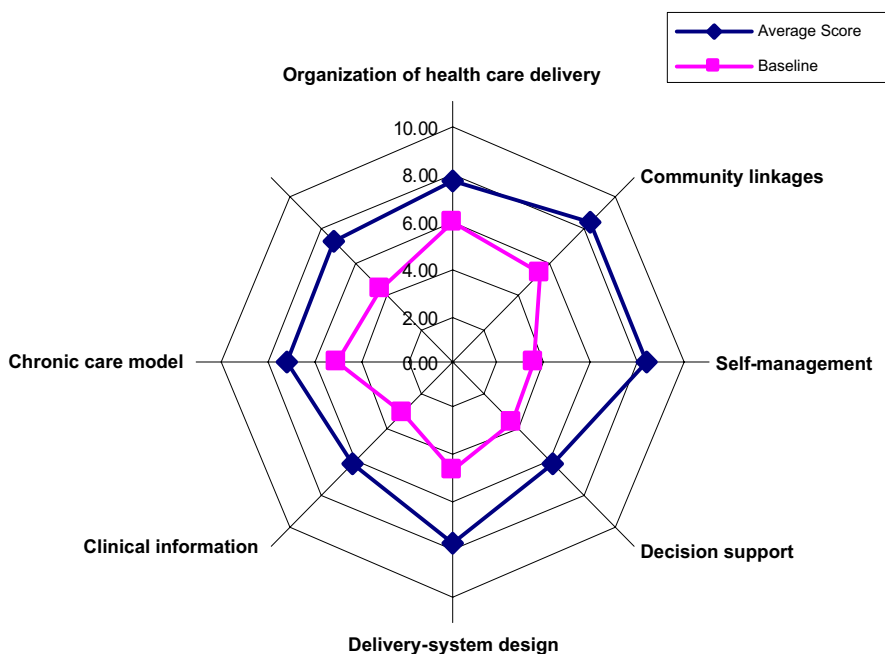 Average Score
Baseline
Organization of health care delivery
10.00
8.00
6.00
4.00
2.00
0.00
Community linkages
Self-management
Decision support
Delivery-system design
Clinical information
Chronic care model